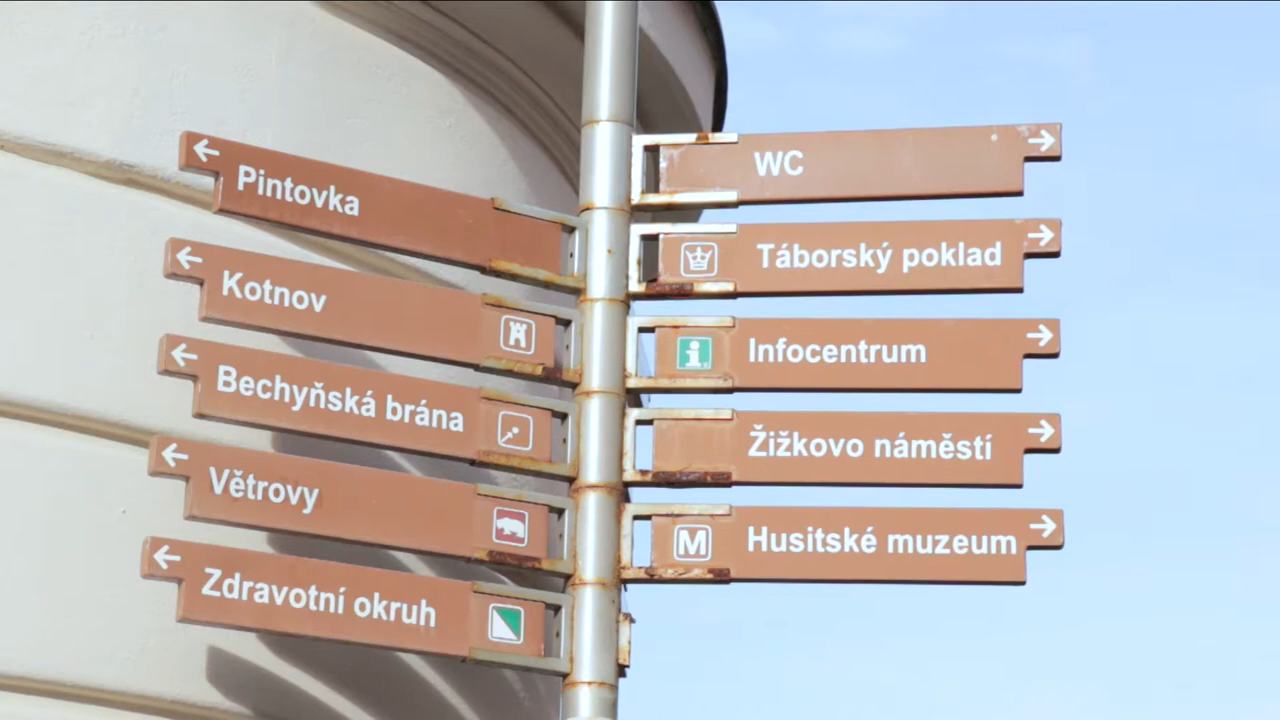 Pintovka
Kotnov
Bechyňská brána
Větrovy
Zdravotní okruh
WC
Táborský poklad
i Infocentrum
Žižkovo náměstí
M Husitské muzeum